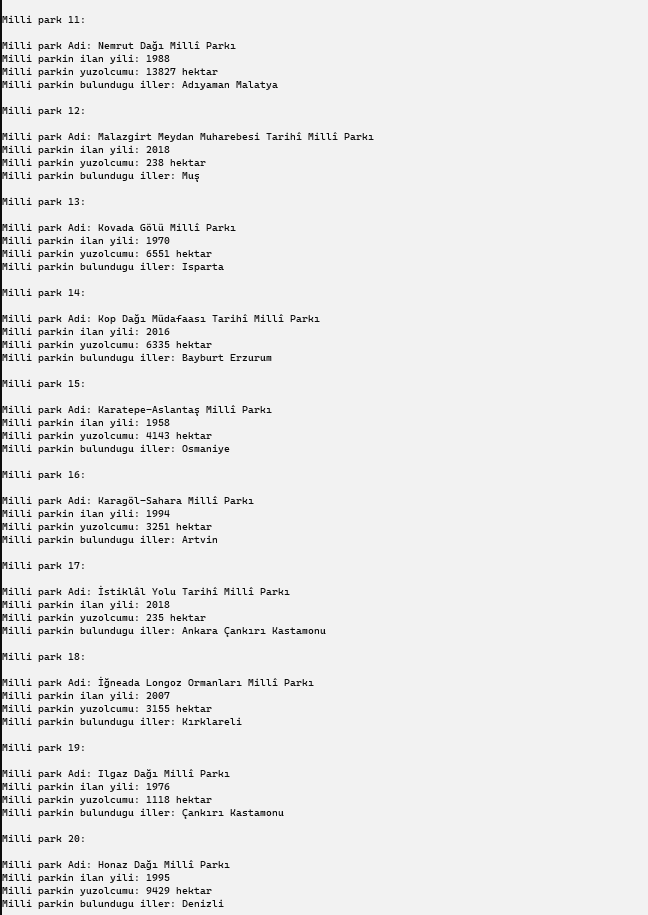 Milli park 11:
Milli park Adi: Nemrut Dağı Millî Parkı
Milli parkin ilan yili: 1988
Milli parkin yuzolcumu: 13827 hektar
Milli parkin bulundugu iller: Adıyaman Malatya
Milli park 12:
Milli park Adi: Malazgirt Meydan Muharebesi Tarihî Millî Parkı
Milli parkin ilan yili: 2018
Milli parkin yuzolcumu: 238 hektar
Milli parkin bulundugu iller: Muş
Milli park 13:
Milli park Adi: Kovada Gölü Millî Parkı
Milli parkin ilan yili: 1970
Milli parkin yuzolcumu: 6551 hektar
Milli parkin bulundugu iller: Isparta
Milli park 14:
Milli park Adi: Kop Dağı Müdafaası Tarihî Millî Parkı
Milli parkin ilan yili: 2016
Milli parkin yuzolcumu: 6335 hektar
Milli parkin bulundugu iller: Bayburt Erzurum
Milli park 15:
Milli park Adi: Karatepe-Aslantaş Millî Parkı
Milli parkin ilan yili: 1958
Milli parkin yuzolcumu: 4143 hektar
Milli parkin bulundugu iller: Osmaniye
Milli park 16:
Milli park Adi: Karagöl-Sahara Millî Parkı
Milli parkin ilan yili: 1994
Milli parkin yuzolcumu: 3251 hektar
Milli parkin bulundugu iller: Artvin
Milli park 17:
Milli park Adi: İstiklâl Yolu Tarihî Millî Parkı
Milli parkin ilan yili: 2018
Milli parkin yuzolcumu: 235 hektar
Milli parkin bulundugu iller: Ankara Çankırı Kastamonu
Milli park 18:
Milli park Adi: İğneada Longoz Ormanları Millî Parkı
Milli parkin ilan yili: 2007
Milli parkin yuzolcumu: 3155 hektar
Milli parkin bulundugu iller: Kırklareli
Milli park 19:
Milli park Adi: Ilgaz Dağı Millî Parkı
Milli parkin ilan yili: 1976
Milli parkin yuzolcumu: 1118 hektar
Milli parkin bulundugu iller: Çankırı Kastamonu
Milli park 20:
Milli park Adi: Honaz Dağı Millî Parkı
Milli parkin ilan yili: 1995
Milli parkin yuzolcumu: 9429 hektar
Milli parkin bulundugu iller: Denizli